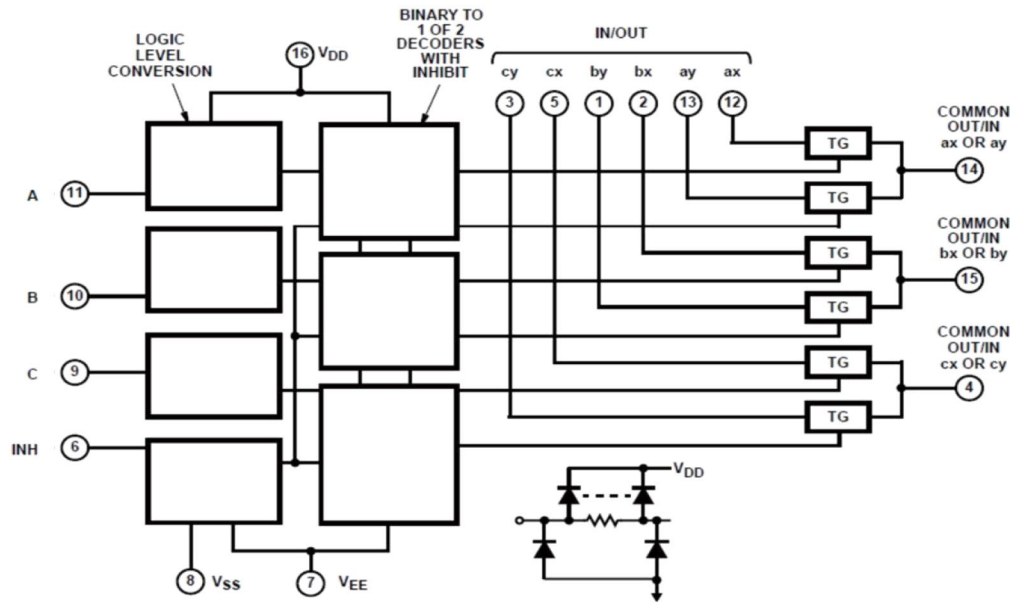 LOGIC
LEVEL
CONVERSION
16 VDD
BINARY TO
1 OF 2
DECODERS
WITH
INHIBIT
IN/OUT
cy cx by bx ay ax
3 5 1 2 13 12
A 11
B 10
C 9
INH 6
8 VSS
7 VEE
TG
TG
TG
TG
TG
TG
COMMON
OUT/IN
ax OR ay
14
COMMON
OUT/IN
bx OR by
15
COMMON
OUT/IN
cx OR cy
4
VDD